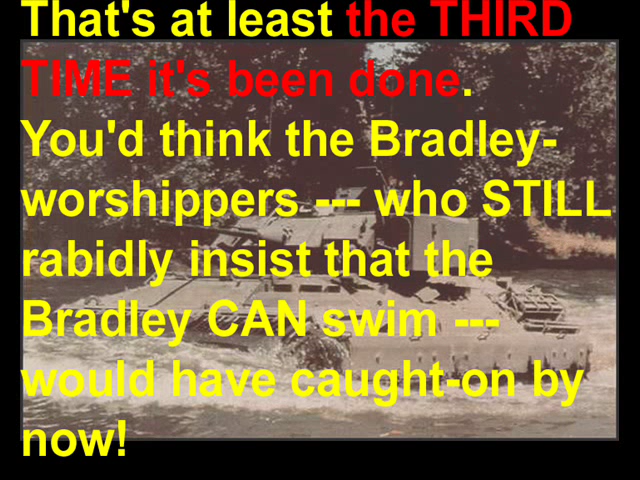 That's at least the THIRD
TIME it's been done.
You'd think the Bradley-
worshippers --- who STILL
rabidly insist that the
Bradley CAN swim ---
would have caught-on by
now!